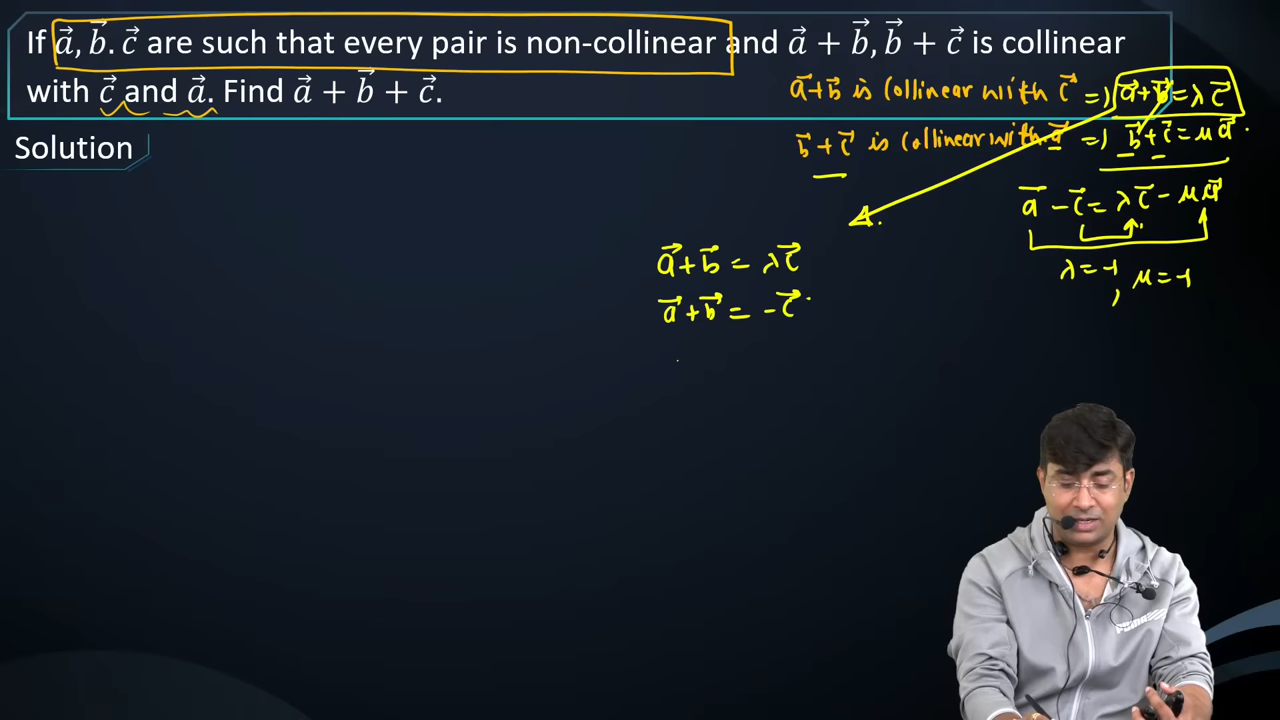 If a⃗, b⃗. c⃗ are such that every pair is non-collinear and a⃗ + b⃗, b⃗ + c⃗ is collinear
with c⃗ and a⃗. Find a⃗ + b⃗ + c⃗.
Solution
a⃗+b⃗ is collinear with c⃗ =) a⃗+b⃗=λc⃗
b⃗+c⃗ is collinear with a⃗ =) b⃗+c⃗=μa⃗.
a⃗-c⃗=λc⃗-μa⃗
λ=-1, μ=-1
a⃗+b⃗=λc⃗
a⃗+b⃗=-c⃗